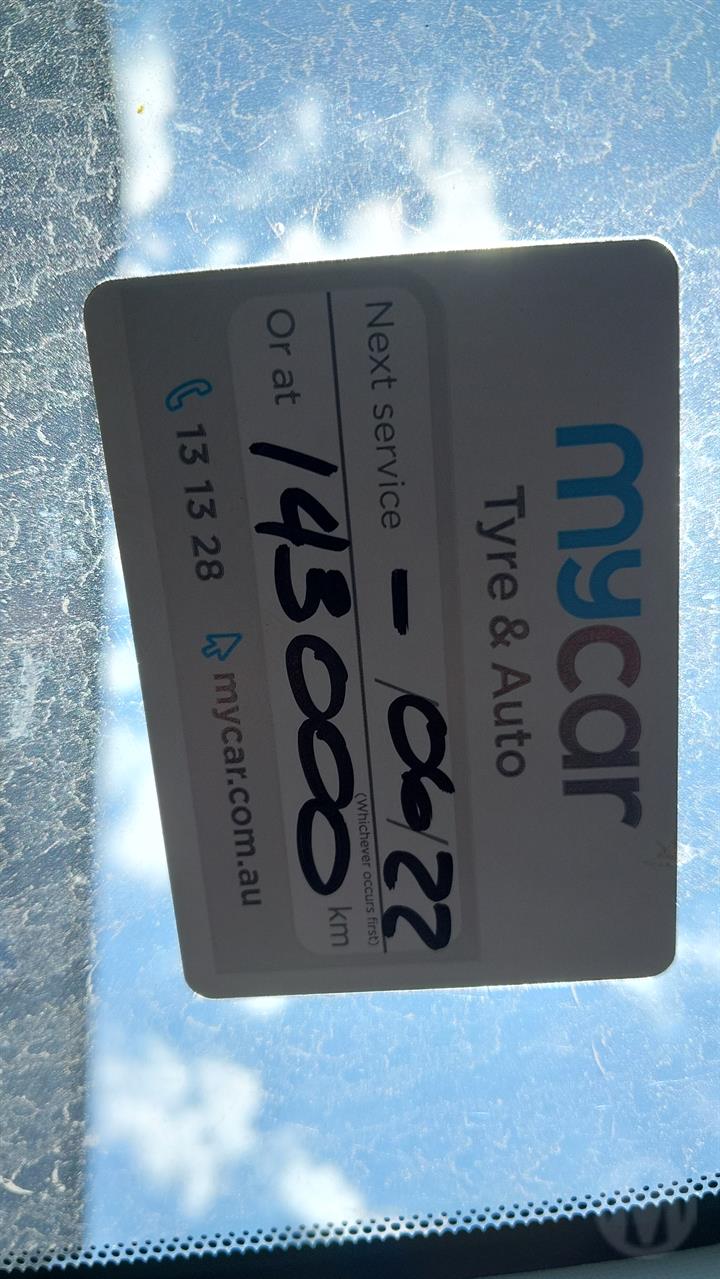 mycar
Tyre & Auto
Next service - /06/22
(Whichever occurs first)
Or at 143000 km
13 13 28 mycar.com.au